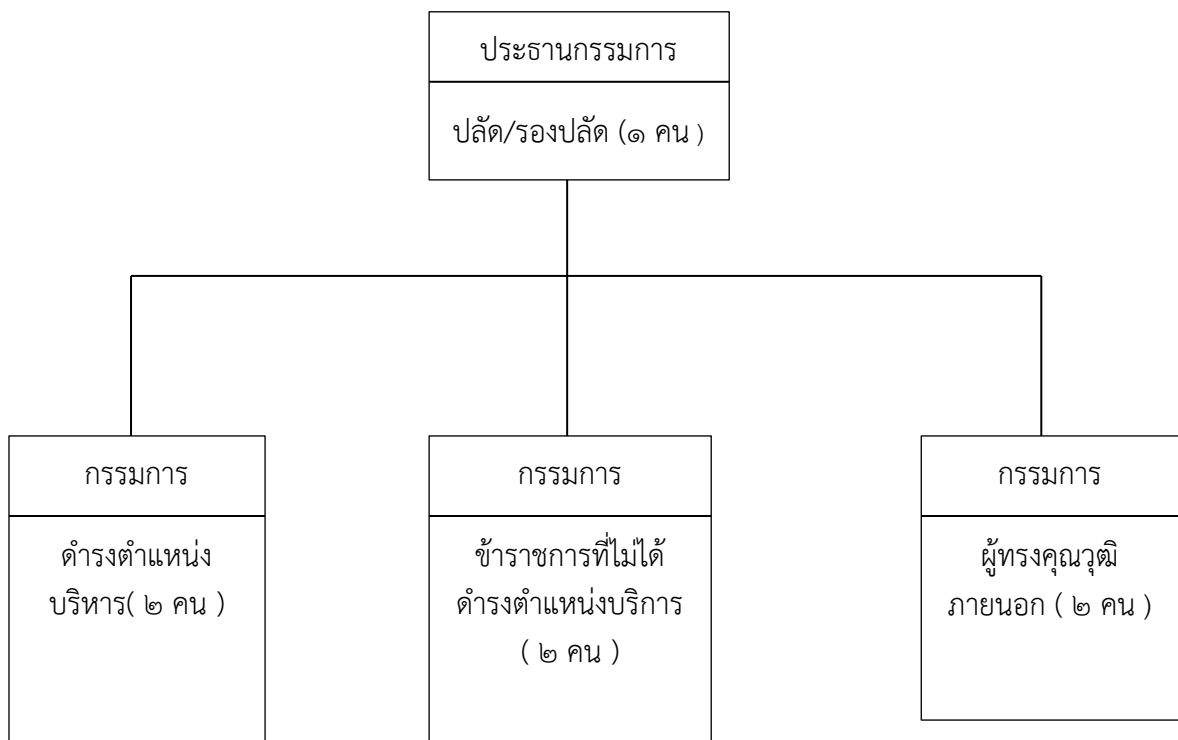 ประธานกรรมการ
ปลัด/รองปลัด (๑ คน )
กรรมการ
ดำรงตำแหน่ง
บริหาร( ๒ คน )
กรรมการ
ข้าราชการที่ไม่ได้
ดำรงตำแหน่งบริการ
( ๒ คน )
กรรมการ
ผู้ทรงคุณวุฒิ
ภายนอก ( ๒ คน )